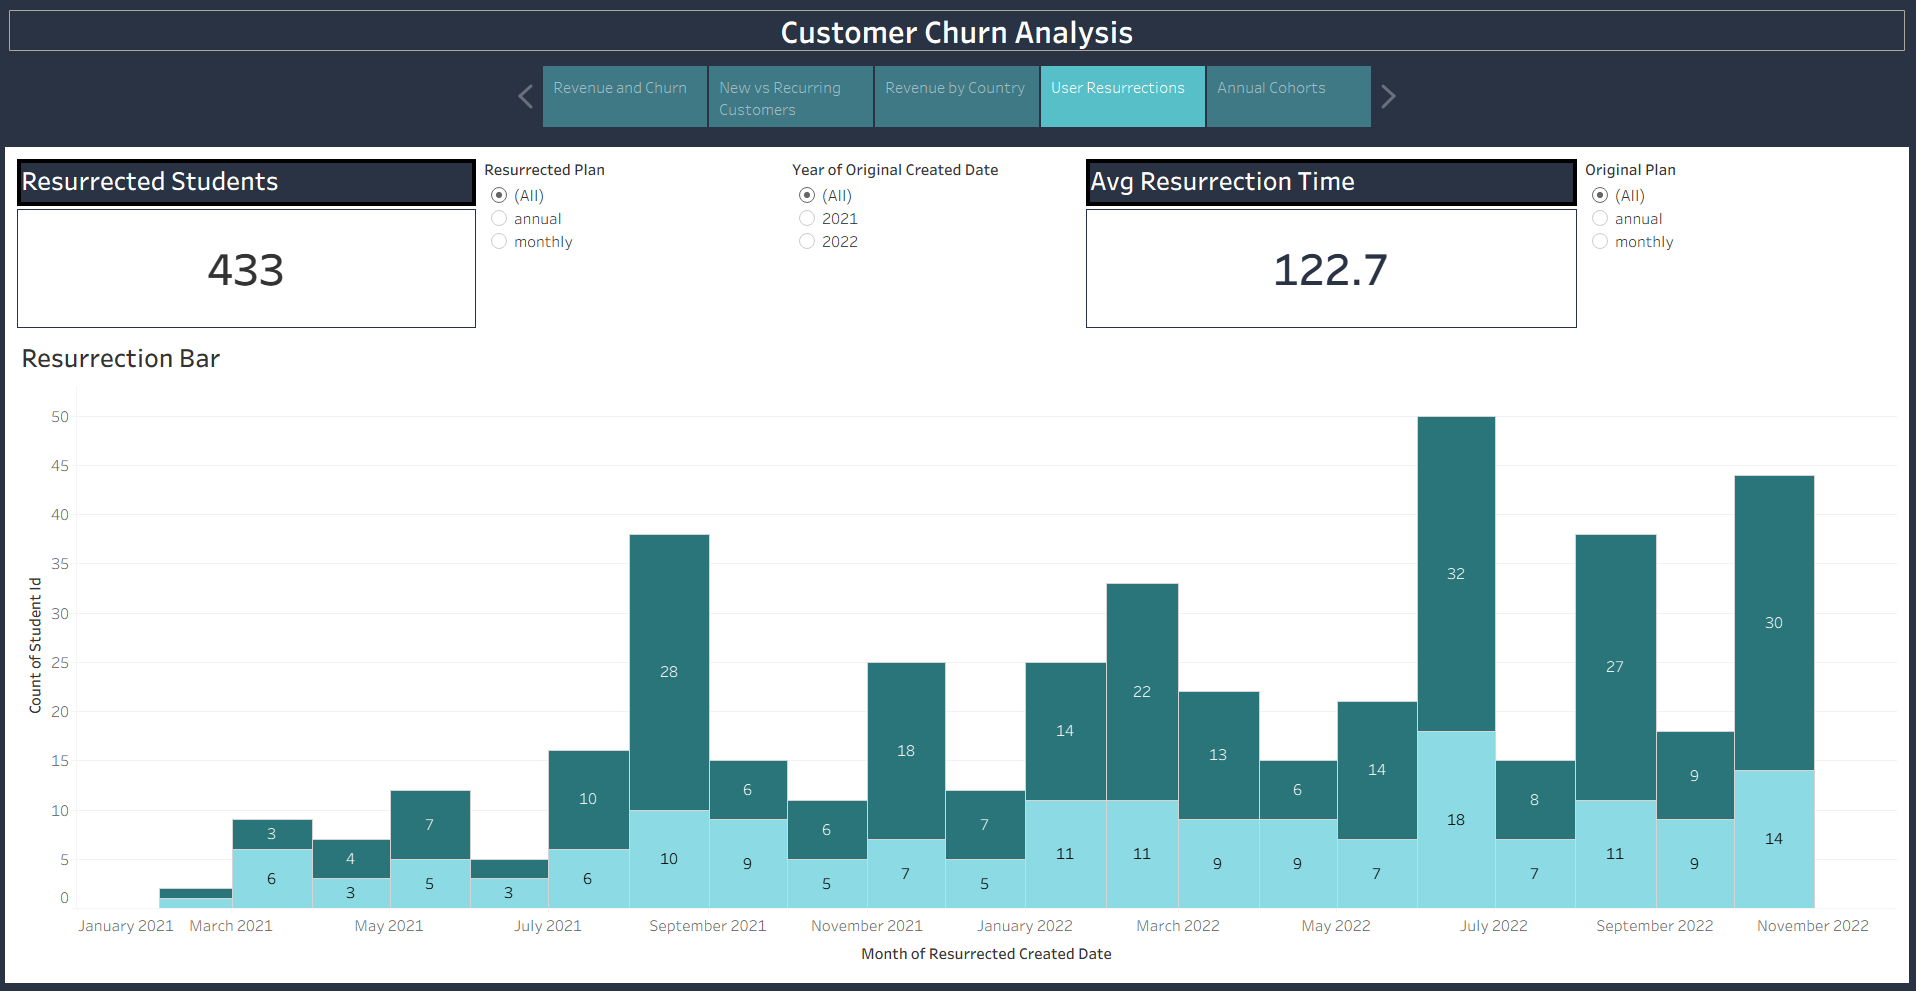 Customer Churn Analysis
Revenue and Churn
New vs Recurring
Customers
Revenue by Country
User Resurrections
Annual Cohorts
Resurrected Students
433
Resurrected Plan
(All)
annual
monthly
Year of Original Created Date
(All)
2021
2022
Avg Resurrection Time
122.7
Original Plan
(All)
annual
monthly
Resurrection Bar
Count of Student Id
50
45
40
35
30
25
20
15
10
5
0
3
6
4
3
7
5
3
10
6
28
10
6
9
6
5
18
7
7
5
14
11
22
11
13
9
6
9
14
7
32
18
8
7
27
11
9
9
30
14
January 2021
March 2021
May 2021
July 2021
September 2021
November 2021
January 2022
March 2022
May 2022
July 2022
September 2022
November 2022
Month of Resurrected Created Date